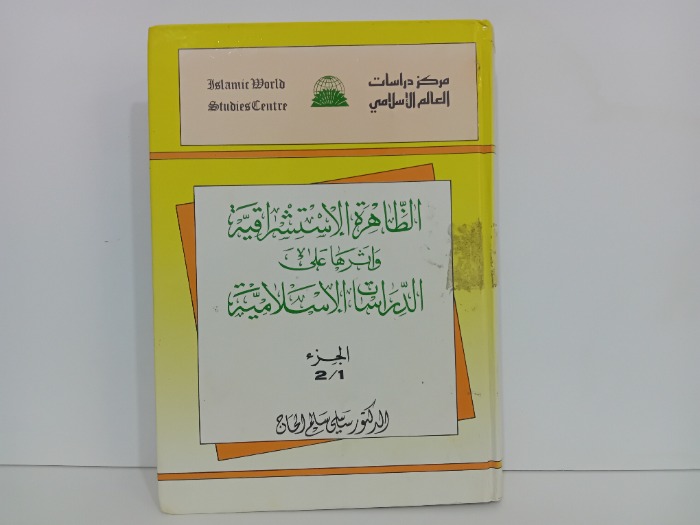 مركز دراسات
العالم الإسلامي
Islamic World
Studies Centre
الظاهرة الإستشراقية
وأثرها على
الدراسات الإسلامية
الجزء
2/1
الدكتور ساسي سالم الحاج